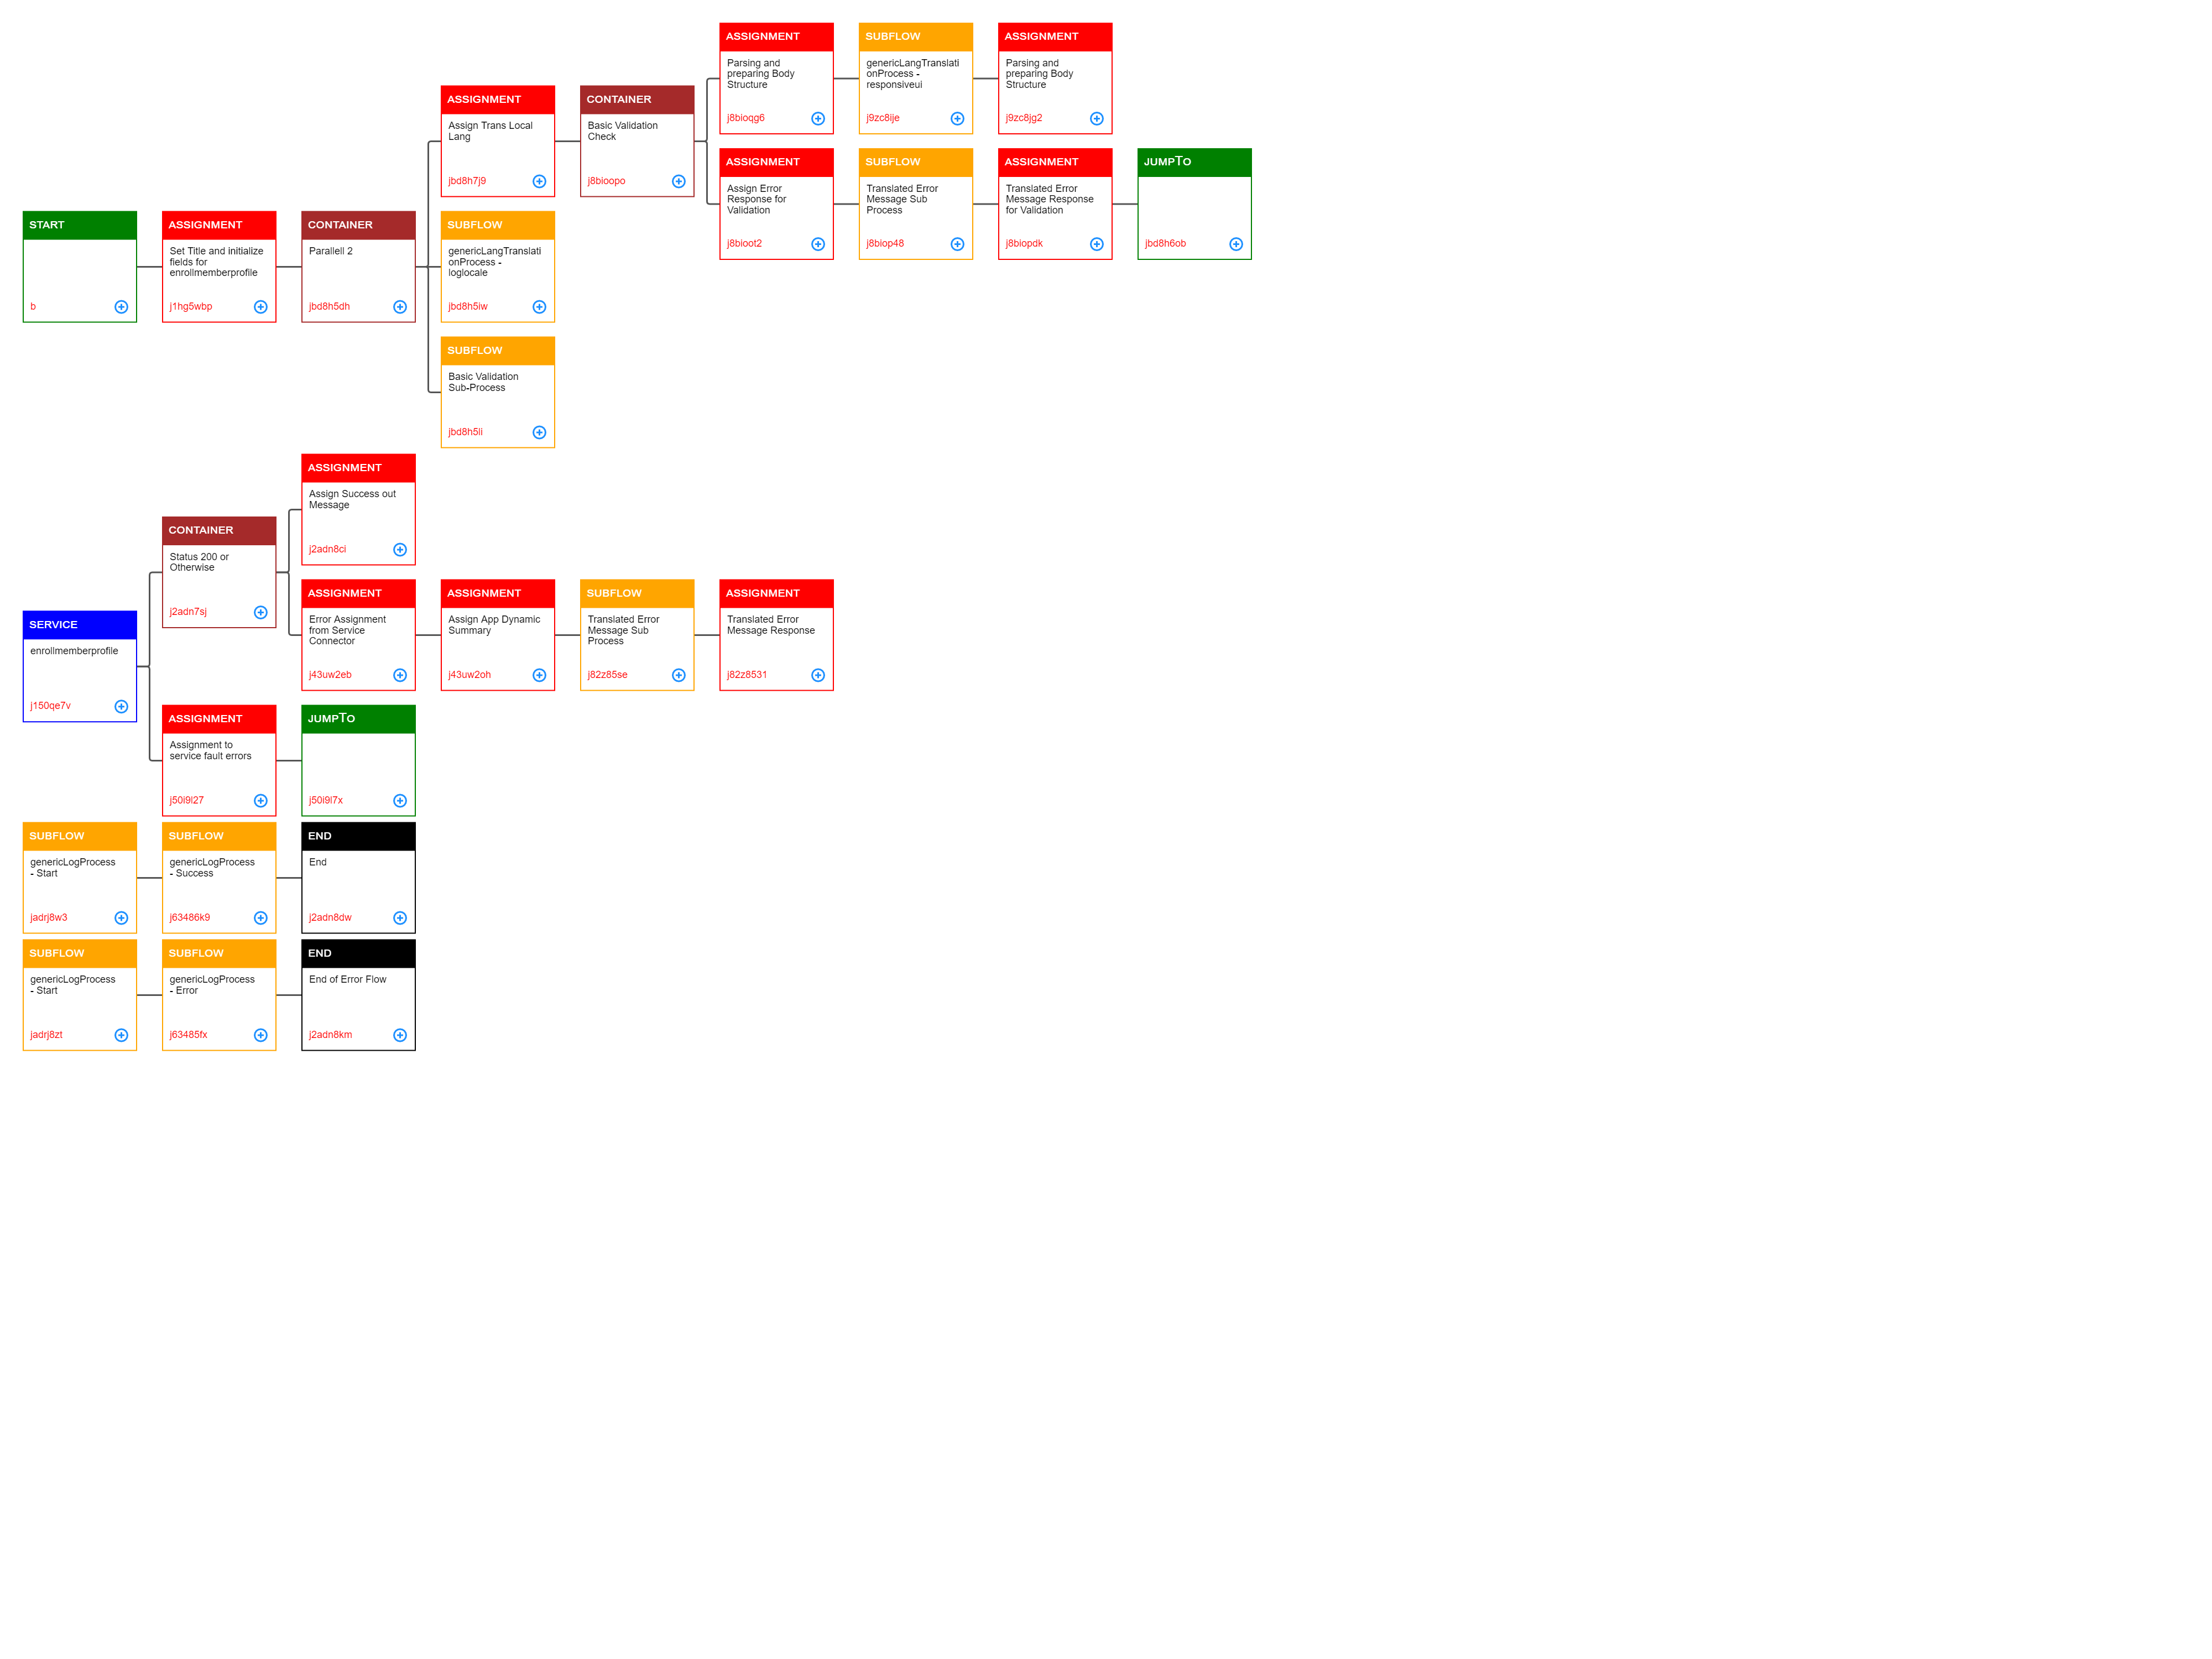 ASSIGNMENT
Parsing and
preparing Body
Structure
j8bioqg6
SUBFLOW
genericLangTranslati
onProcess -
responsiveui
j9zc8ije
ASSIGNMENT
Parsing and
preparing Body
Structure
j9zc8jg2
ASSIGNMENT
Assign Trans Local
Lang
jbd8h7j9
CONTAINER
Basic Validation
Check
j8bioopo
ASSIGNMENT
Assign Error
Response for
Validation
j8bioot2
SUBFLOW
Translated Error
Message Sub
Process
j8biop48
ASSIGNMENT
Translated Error
Message Response
for Validation
j8biopdk
JUMPTO
jbd8h6ob
START
b
ASSIGNMENT
Set Title and initialize
fields for
enrollmemberprofile
j1hg5wbp
CONTAINER
Parallell 2
jbd8h5dh
SUBFLOW
genericLangTranslati
onProcess -
loglocale
jbd8h5iw
SUBFLOW
Basic Validation
Sub-Process
jbd8h5li
ASSIGNMENT
Assign Success out
Message
j2adn8ci
CONTAINER
Status 200 or
Otherwise
j2adn7sj
ASSIGNMENT
Error Assignment
from Service
Connector
j43uw2eb
ASSIGNMENT
Assign App Dynamic
Summary
j43uw2oh
SUBFLOW
Translated Error
Message Sub
Process
j82z85se
ASSIGNMENT
Translated Error
Message Response
j82z8531
SERVICE
enrollmemberprofile
j150qe7v
ASSIGNMENT
Assignment to
service fault errors
j50i9i27
JUMPTO
j50i9i7x
SUBFLOW
genericLogProcess
- Start
jadrj8w3
SUBFLOW
genericLogProcess
- Success
j63486k9
END
End
j2adn8dw
SUBFLOW
genericLogProcess
- Start
jadrj8zt
SUBFLOW
genericLogProcess
- Error
j63485fx
END
End of Error Flow
j2adn8km